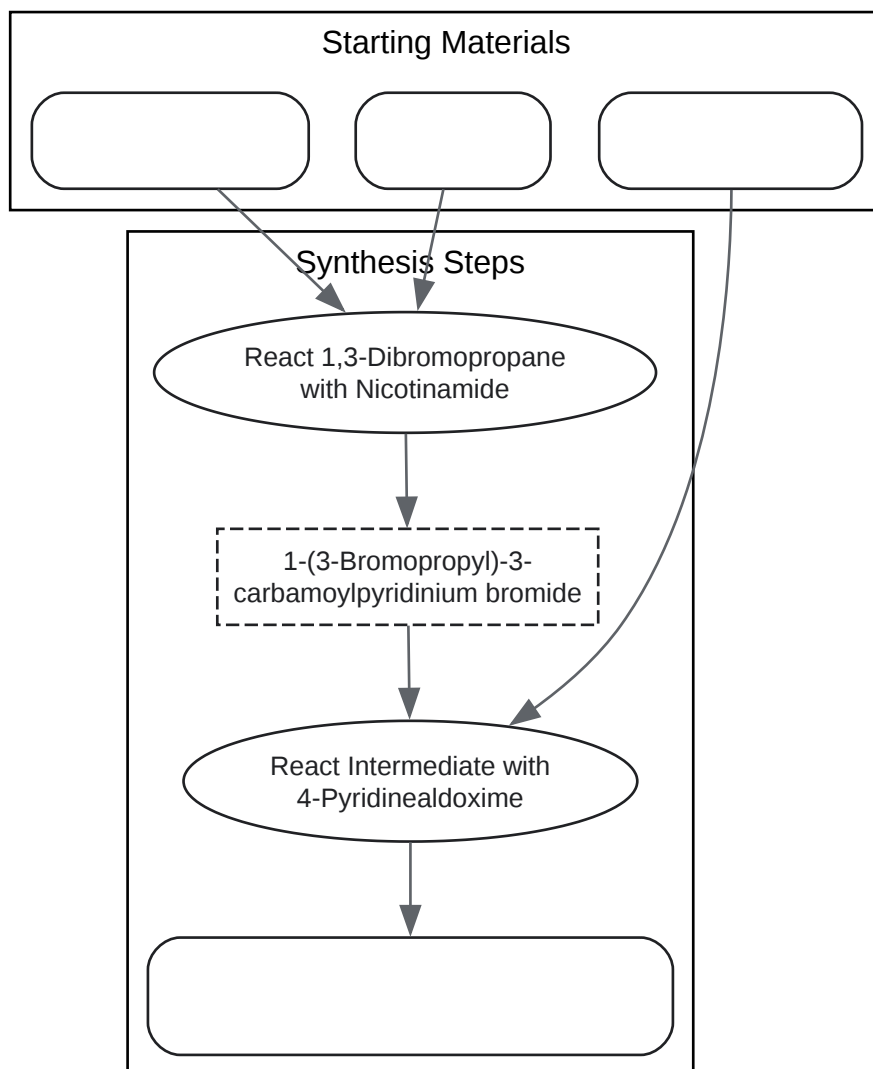 Starting Materials
Synthesis Steps
React 1,3-Dibromopropane
with Nicotinamide
1-(3-Bromopropyl)-3-
carbamoylpyridinium bromide
React Intermediate with
4-Pyridinealdoxime